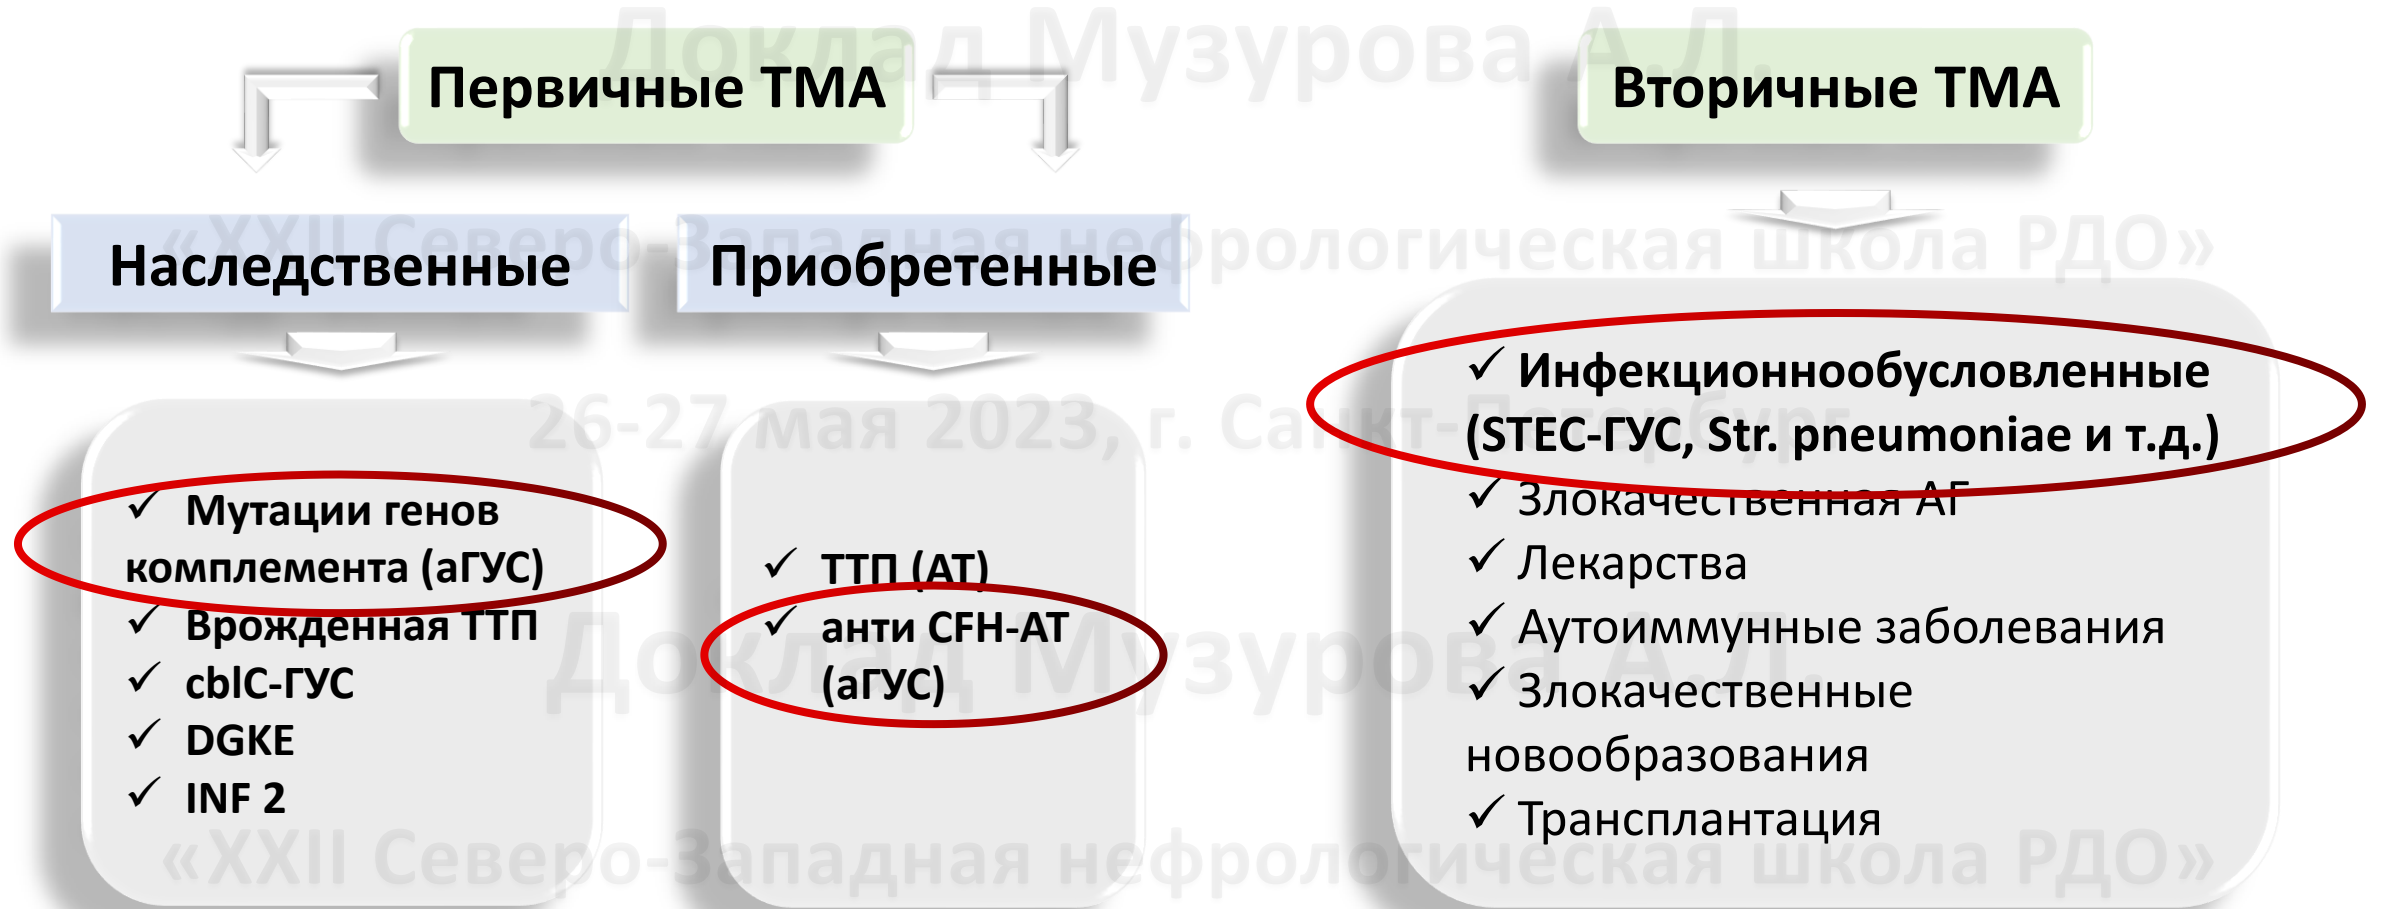 Доклад Музурова А.Л.
Первичные ТМА
Вторичные ТМА
«XXII Северо-Западная нефрологическая школа РДО»
Наследственные
Приобретенные
26-27 мая 2023, г. Санкт-Петербург
✓ Мутации генов
комплемента (аГУС)
✓ Врожденная ТТП
✓ cblC-ГУС
✓ DGKE
✓ INF 2
✓ ТТП (АТ)
✓ анти CFH-АТ
(аГУС)
✓ Инфекционнообусловленные
(STEC-ГУС, Str. pneumoniae и т.д.)
✓ Злокачественная АГ
✓ Лекарства
✓ Аутоиммунные заболевания
✓ Злокачественные
новообразования
✓ Трансплантация
Доклад Музурова А.Л.
«XXII Северо-Западная нефрологическая школа РДО»